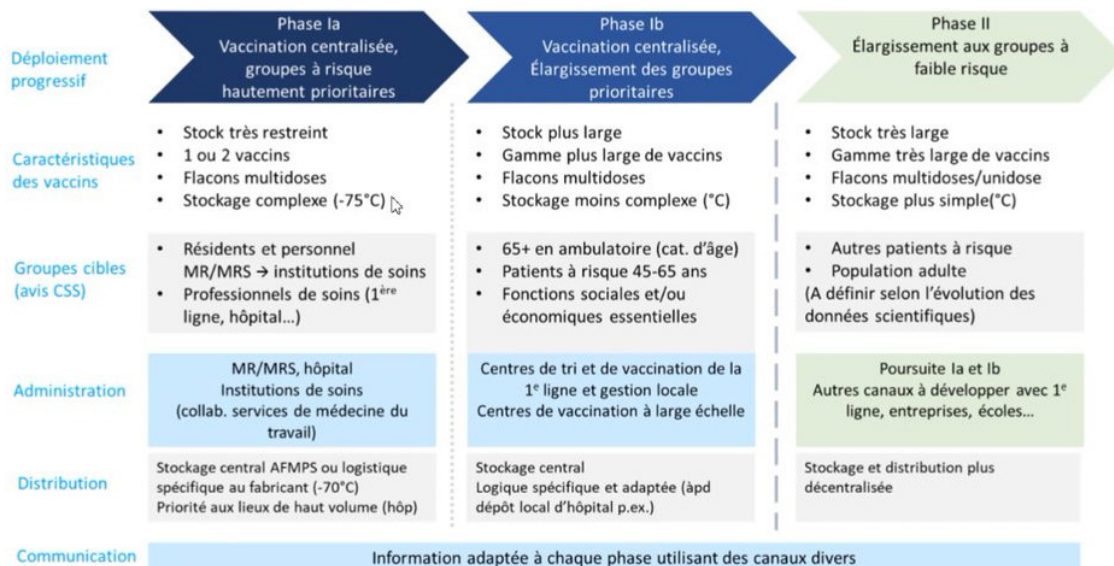 Déploiement
progressif
Phase Ia
Vaccination centralisée,
groupes à risque
hautement prioritaires
Phase Ib
Vaccination centralisée,
Élargissement des groupes
prioritaires
Phase II
Élargissement aux groupes à
faible risque
Caractéristiques
des vaccins
• Stock très restreint
• 1 ou 2 vaccins
• Flacons multidoses
• Stockage complexe (-75°C)
• Stock plus large
• Gamme plus large de vaccins
• Flacons multidoses
• Stockage moins complexe (°C)
• Stock très large
• Gamme très large de vaccins
• Flacons multidoses/unidose
• Stockage plus simple(°C)
Groupes cibles
(avis CSS)
• Résidents et personnel
MR/MRS → institutions de soins
• Professionnels de soins (1ère
ligne, hôpital...)
• 65+ en ambulatoire (cat. d'âge)
• Patients à risque 45-65 ans
• Fonctions sociales et/ou
économiques essentielles
• Autres patients à risque
• Population adulte
(A définir selon l'évolution des
données scientifiques)
Administration
MR/MRS, hôpital
Institutions de soins
(collab. services de médecine du
travail)
Centres de tri et de vaccination de la
1e ligne et gestion locale
Centres de vaccination à large échelle
Poursuite Ia et Ib
Autres canaux à développer avec 1e
ligne, entreprises, écoles...
Distribution
Stockage central AFMPS ou logistique
spécifique au fabricant (-70°C)
Priorité aux lieux de haut volume (hôp)
Stockage central
Logique spécifique et adaptée (àpd
dépôt local d'hôpital p.ex.)
Stockage et distribution plus
décentralisée
Communication
Information adaptée à chaque phase utilisant des canaux divers